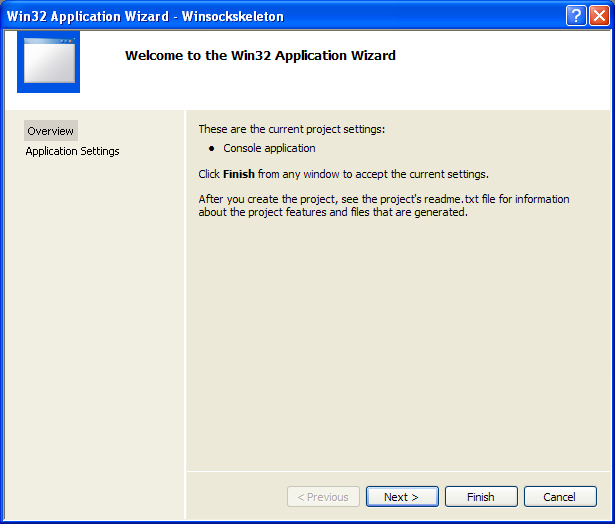 Win32 Application Wizard - Winsockskeleton
Welcome to the Win32 Application Wizard
Overview
Application Settings
These are the current project settings:
• Console application
Click Finish from any window to accept the current settings.
After you create the project, see the project's readme.txt file for information
about the project features and files that are generated.
< Previous
Next >
Finish
Cancel